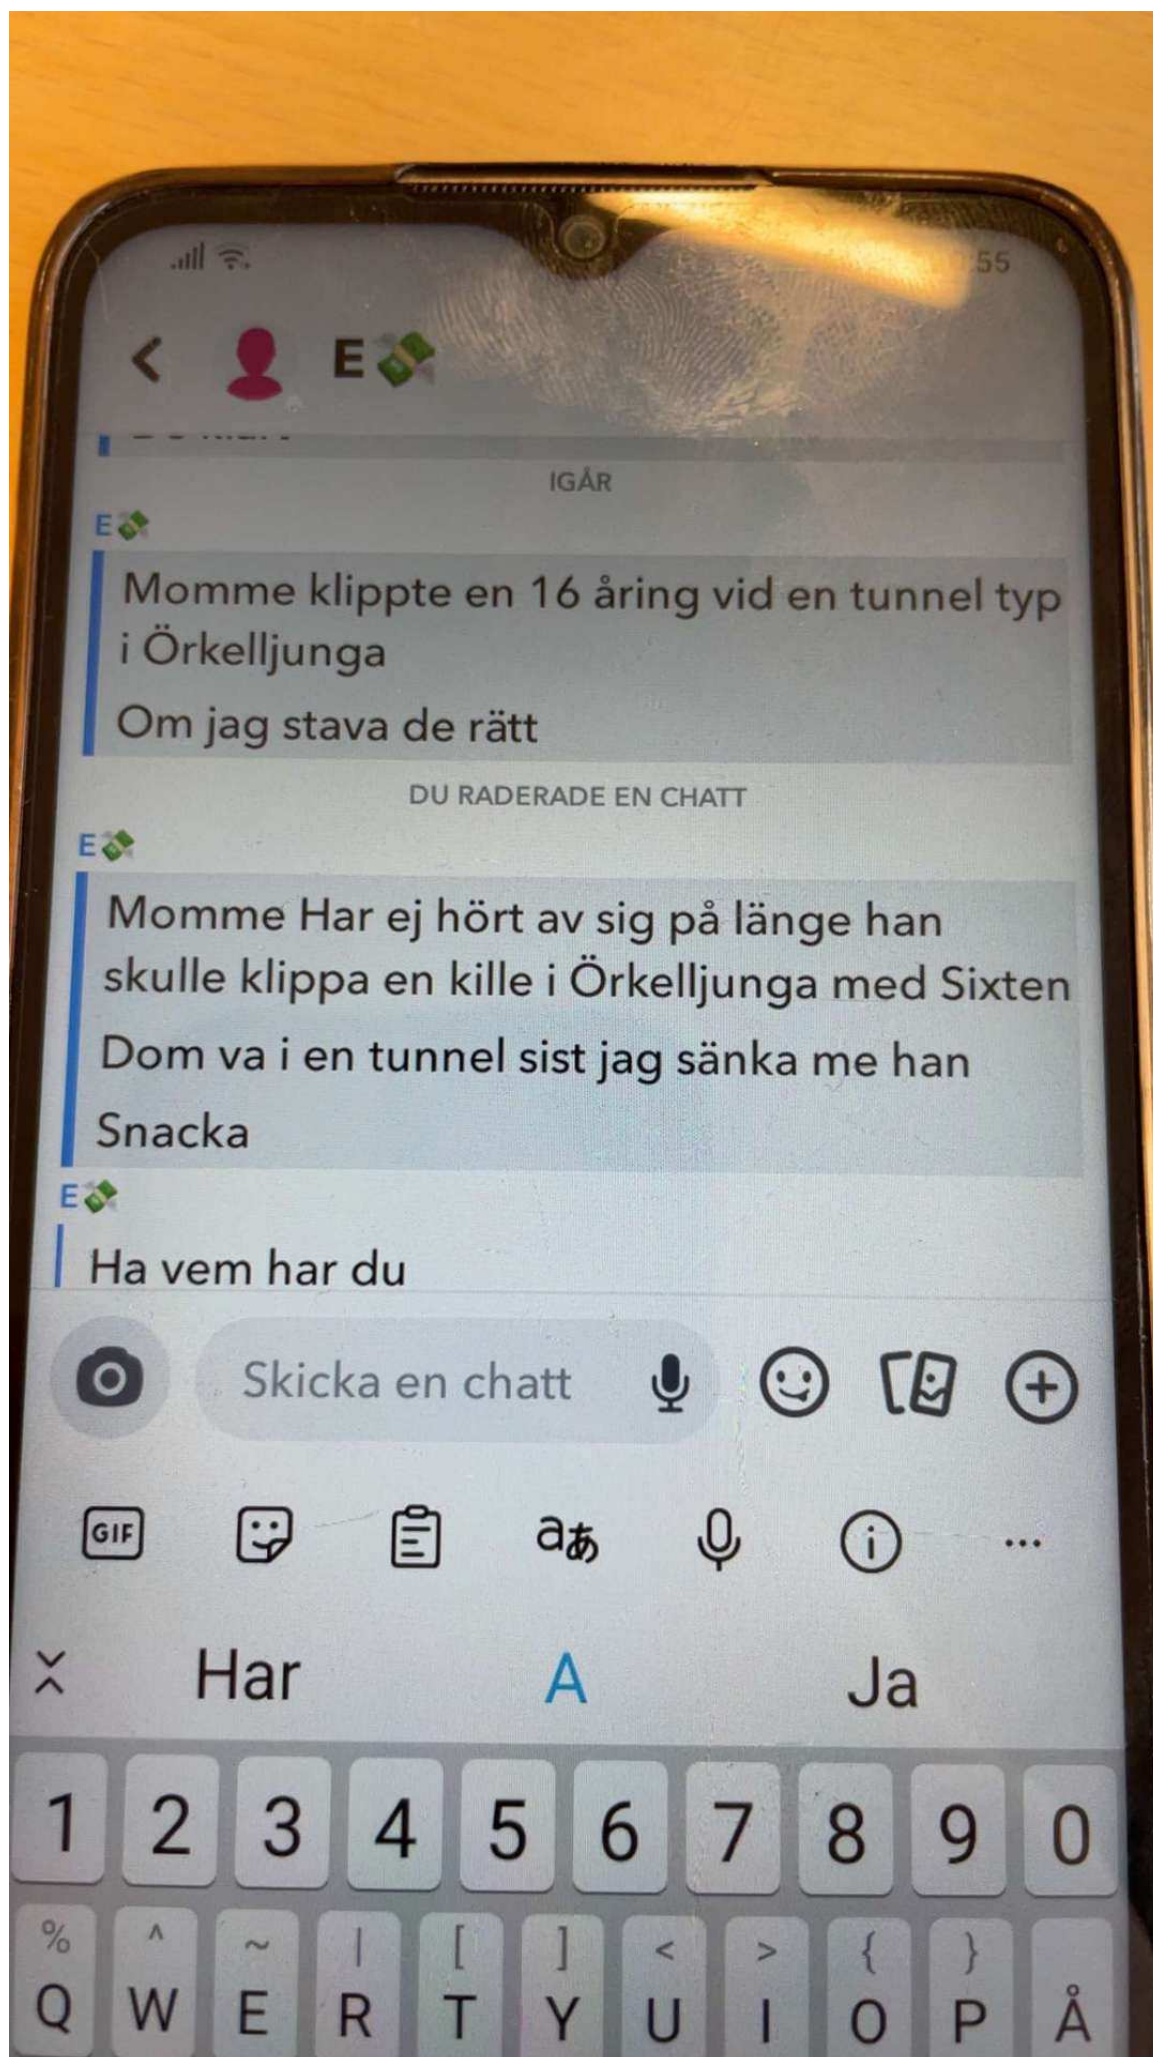 55
E
IGÅR
E
Momme klippte en 16 åring vid en tunnel typ
i Örkelljunga
Om jag stava de rätt
DU RADERADE EN CHATT
E
Momme Har ej hört av sig på länge han
skulle klippa en kille i Örkelljunga med Sixten
Dom va i en tunnel sist jag sänka me han
Snacka
E
Ha vem har du
Skicka en chatt
GIF
aあ
Har A Ja
1 2 3 4 5 6 7 8 9 0
% ^ ~ | [ ] < > { }
Q W E R T Y U I O P Å